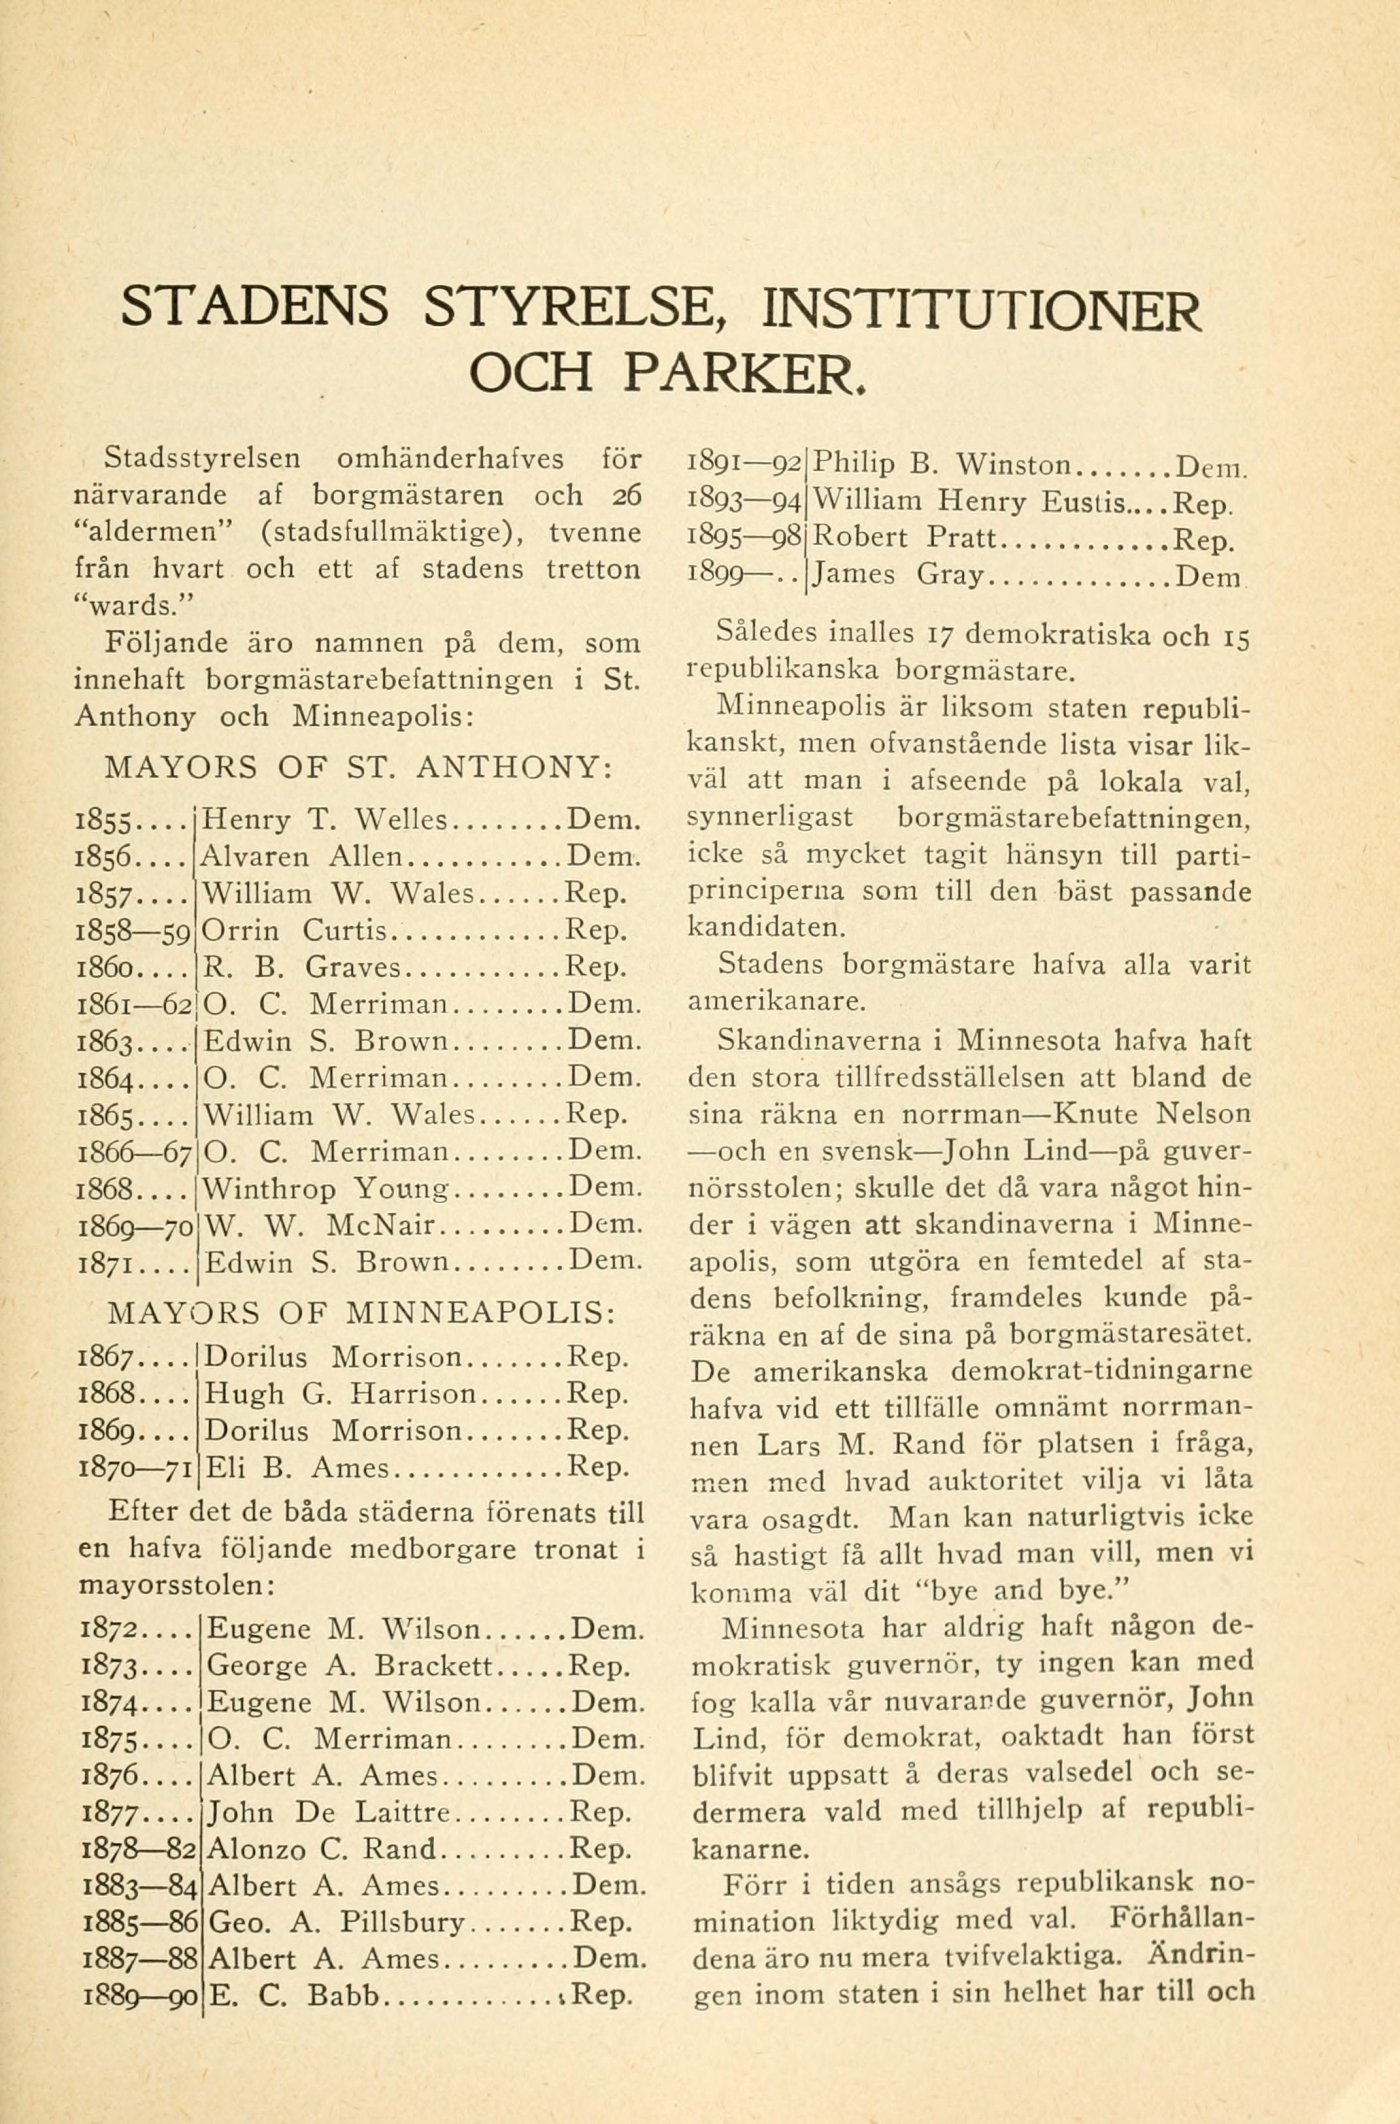 STADENS STYRELSE, INSTITUTIONER
OCH PARKER.
Stadsstyrelsen omhänderhafves för
närvarande af borgmästaren och 26
“aldermen” (stadsfullmäktige), tvenne
från hvart och ett af stadens tretton
“wards.”
Följande äro namnen på dem, som
innehaft borgmästarebefattningen i St.
Anthony och Minneapolis:
MAYORS OF ST. ANTHONY:
1855....|Henry T. Welles........Dem.
1856....|Alvaren Allen...........Dem.
1857....|William W. Wales......Rep.
1858—59|Orrin Curtis............Rep.
1860....|R. B. Graves...........Rep.
1861—62|O. C. Merriman........Dem.
1863....|Edwin S. Brown........Dem.
1864....|O. C. Merriman........Dem.
1865....|William W. Wales......Rep.
1866—67|O. C. Merriman........Dem.
1868....|Winthrop Young........Dem.
1869—70|W. W. McNair.........Dem.
1871....|Edwin S. Brown........Dem.
MAYORS OF MINNEAPOLIS:
1867....|Dorilus Morrison.......Rep.
1868....|Hugh G. Harrison......Rep.
1869....|Dorilus Morrison.......Rep.
1870—71|Eli B. Ames............Rep.
Efter det de båda städerna förenats till
en hafva följande medborgare tronat i
mayorsstolen:
1872....|Eugene M. Wilson......Dem.
1873....|George A. Brackett.....Rep.
1874....|Eugene M. Wilson......Dem.
1875....|O. C. Merriman........Dem.
1876....|Albert A. Ames.........Dem.
1877....|John De Laittre........Rep.
1878—82|Alonzo C. Rand.........Rep.
1883—84|Albert A. Ames.........Dem.
1885—86|Geo. A. Pillsbury.......Rep.
1887—88|Albert A. Ames.........Dem.
1889—90|E. C. Babb.............Rep.
1891—92|Philip B. Winston.......Dem.
1893—94|William Henry Eustis....Rep.
1895—98|Robert Pratt.............Rep.
1899—..|James Gray..............Dem
Således inalles 17 demokratiska och 15
republikanska borgmästare.
Minneapolis är liksom staten republi-
kanskt, men ofvanstående lista visar lik-
väl att man i afseende på lokala val,
synnerligast borgmästarebefattningen,
icke så mycket tagit hänsyn till parti-
principerna som till den bäst passande
kandidaten.
Stadens borgmästare hafva alla varit
amerikanare.
Skandinaverna i Minnesota hafva haft
den stora tillfredsställelsen att bland de
sina räkna en norrman—Knute Nelson
—och en svensk—John Lind—på guver-
nörsstolen; skulle det då vara något hin-
der i vägen att skandinaverna i Minne-
apolis, som utgöra en femtedel af sta-
dens befolkning, framdeles kunde på-
räkna en af de sina på borgmästaresätet.
De amerikanska demokrat-tidningarne
hafva vid ett tillfälle omnämt norrman-
nen Lars M. Rand för platsen i fråga,
men med hvad auktoritet vilja vi låta
vara osagdt. Man kan naturligtvis icke
så hastigt få allt hvad man vill, men vi
komma väl dit “bye and bye.”
Minnesota har aldrig haft någon de-
mokratisk guvernör, ty ingen kan med
fog kalla vår nuvarande guvernör, John
Lind, för demokrat, oaktadt han först
blifvit uppsatt å deras valsedel och se-
dermera vald med tillhjelp af republi-
kanarne.
Förr i tiden ansågs republikansk no-
mination liktydig med val. Förhållan-
dena äro nu mera tvifvelaktiga. Ändrin-
gen inom staten i sin helhet har till och